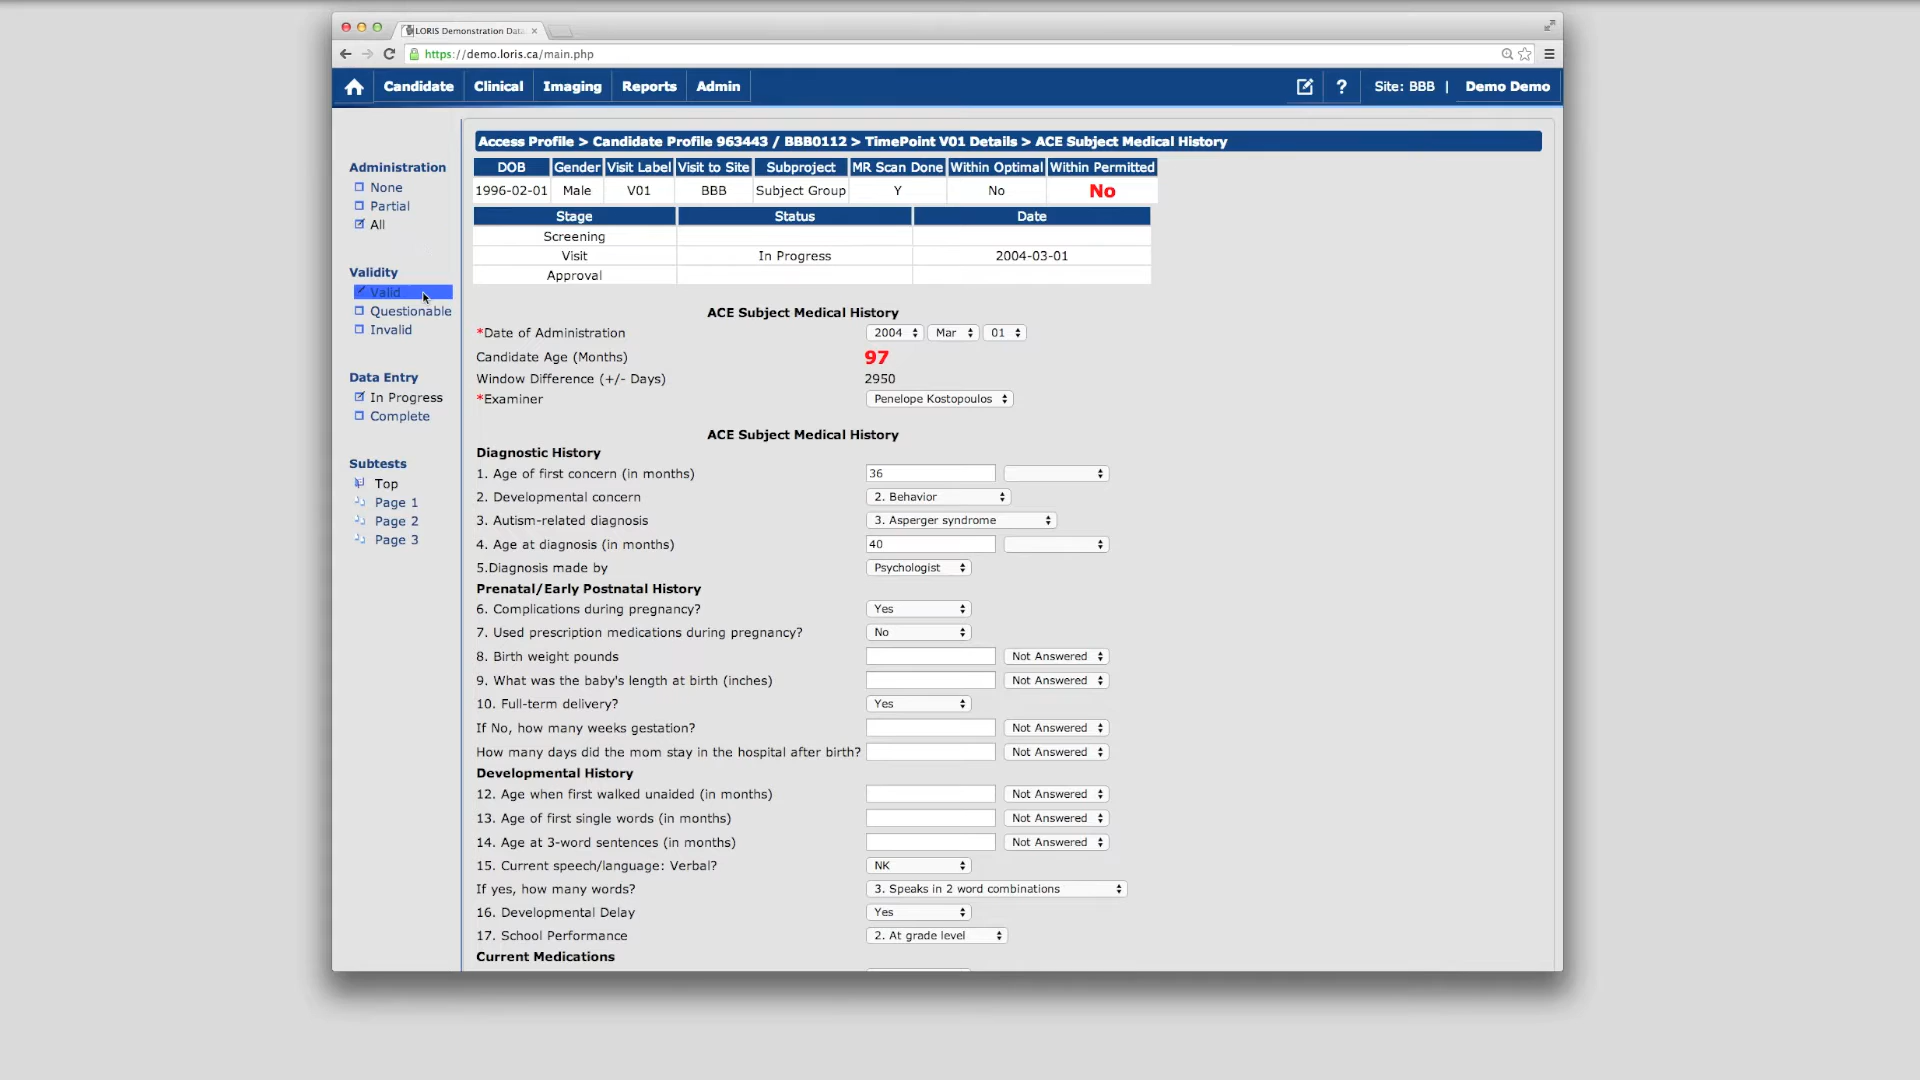 LORIS Demonstration Data
https://demo.loris.ca/main.php
Candidate Clinical Imaging Reports Admin ? Site: BBB | Demo Demo
Access Profile > Candidate Profile 963443 / BBB0112 > TimePoint V01 Details > ACE Subject Medical History
DOB Gender Visit Label Visit to Site Subproject MR Scan Done Within Optimal Within Permitted
1996-02-01 Male V01 BBB Subject Group Y No No
Stage Status Date
Screening
Visit In Progress 2004-03-01
Approval
Administration
None
Partial
All
Validity
Valid
Questionable
Invalid
Data Entry
In Progress
Complete
Subtests
Top
Page 1
Page 2
Page 3
ACE Subject Medical History
*Date of Administration 2004 Mar 01
Candidate Age (Months) 97
Window Difference (+/- Days) 2950
*Examiner Penelope Kostopoulos
ACE Subject Medical History
Diagnostic History
1. Age of first concern (in months) 36
2. Developmental concern 2. Behavior
3. Autism-related diagnosis 3. Asperger syndrome
4. Age at diagnosis (in months) 40
5.Diagnosis made by Psychologist
Prenatal/Early Postnatal History
6. Complications during pregnancy? Yes
7. Used prescription medications during pregnancy? No
8. Birth weight pounds Not Answered
9. What was the baby's length at birth (inches) Not Answered
10. Full-term delivery? Yes
If No, how many weeks gestation? Not Answered
How many days did the mom stay in the hospital after birth? Not Answered
Developmental History
12. Age when first walked unaided (in months) Not Answered
13. Age of first single words (in months) Not Answered
14. Age at 3-word sentences (in months) Not Answered
15. Current speech/language: Verbal? NK
If yes, how many words? 3. Speaks in 2 word combinations
16. Developmental Delay Yes
17. School Performance 2. At grade level
Current Medications